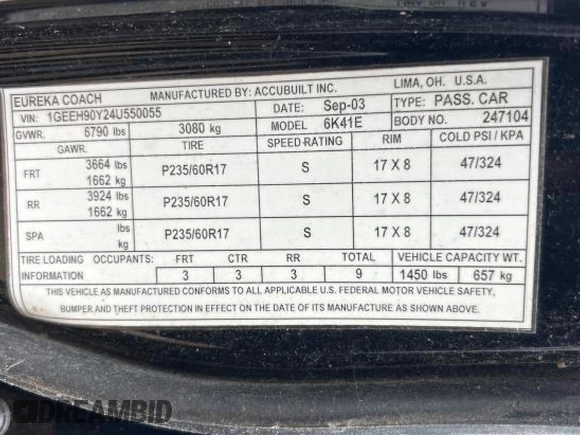 EUREKA COACH MANUFACTURED BY: ACCUBUILT INC. LIMA, OH. U.S.A.
VIN: 1GEEH90Y24U550055 DATE: Sep-03 TYPE: PASS. CAR
GVWR. 6790 lbs 3080 kg MODEL 6K41E BODY NO. 247104
GAWR. TIRE SPEED RATING RIM COLD PSI / KPA
FRT 3664 lbs 1662 kg P235/60R17 S 17 X 8 47/324
RR 3924 lbs 1662 kg P235/60R17 S 17 X 8 47/324
SPA lbs kg P235/60R17 S 17 X 8 47/324
TIRE LOADING OCCUPANTS: FRT CTR RR TOTAL VEHICLE CAPACITY WT.
INFORMATION 3 3 3 9 1450 lbs 657 kg
THIS VEHICLE AS MANUFACTURED CONFORMS TO ALL APPLICABLE U.S. FEDERAL MOTOR VEHICLE SAFETY,
BUMPER AND THEFT PROTECTION IN EFFECT ON THE DATE OF ITS MANUFACTURE AS SHOWN ABOVE.
DREAMBID